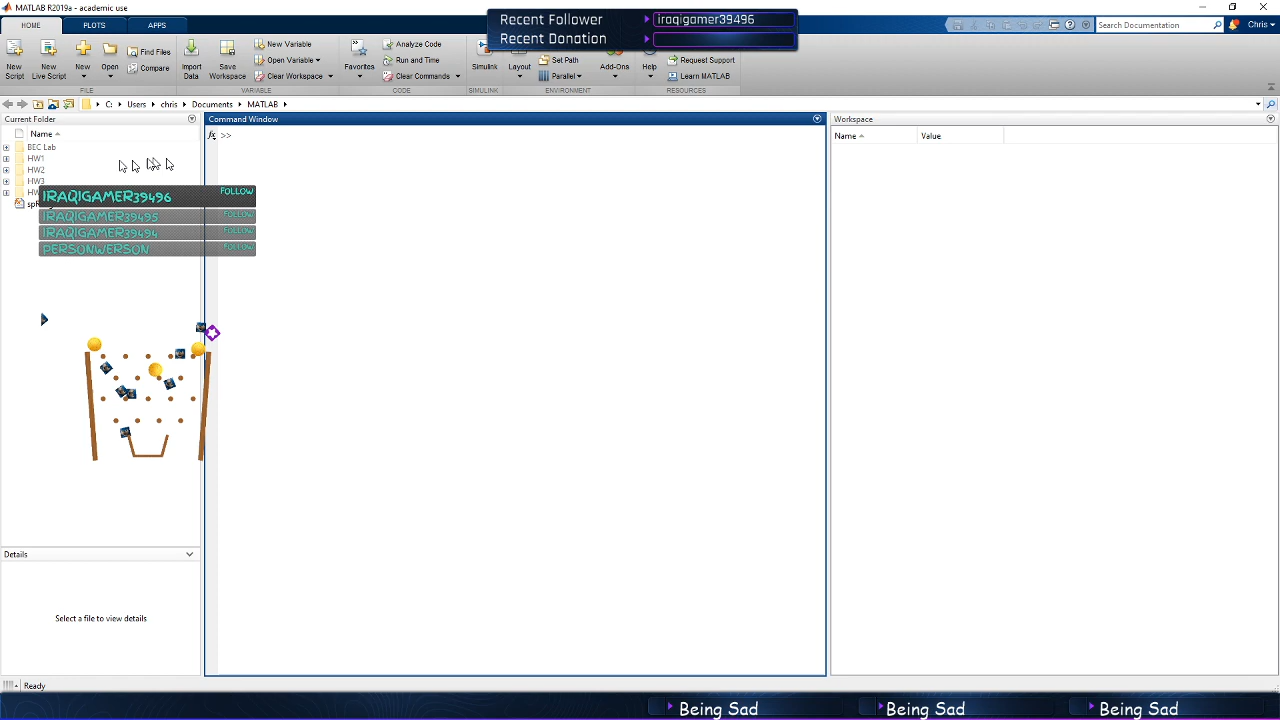 MATLAB R2019a - academic use
HOME PLOTS APPS
Recent Follower iraqigamer39496
Recent Donation
Search Documentation
Chris
New Script
New Live Script
New
Open
Find Files
Compare
Import Data
Save Workspace
New Variable
Open Variable
Clear Workspace
Favorites
Analyze Code
Run and Time
Clear Commands
Simulink
Layout
Set Path
Parallel
Add-Ons
Help
Request Support
Learn MATLAB
FILE VARIABLE CODE SIMULINK ENVIRONMENT RESOURCES
C: Users chris Documents MATLAB
Current Folder
Name
BEC Lab
HW1
HW2
HW3
IRAQIGAMER39496 FOLLOW
IRAQIGAMER39495 FOLLOW
IRAQIGAMER39494 FOLLOW
PERSONWERSON FOLLOW
Details
Select a file to view details
Command Window
fx >>
Workspace
Name Value
Ready
Being Sad Being Sad Being Sad